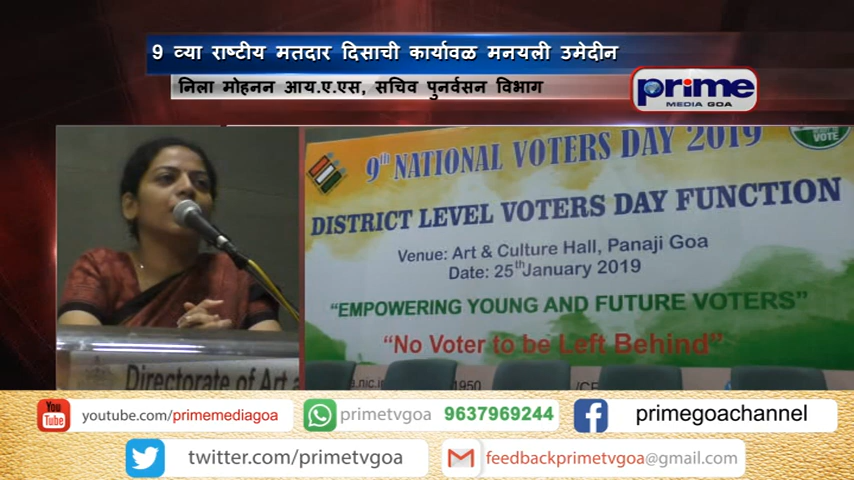 9 व्या राष्टीय मतदार दिसाची कार्यावळ मनयली उमेदीन
निला मोहनन आय.ए.एस, सचिव पुनर्वसन विभाग
prime
MEDIA GOA
VOTE
9th NATIONAL VOTERS DAY 2019
DISTRICT LEVEL VOTERS DAY FUNCTION
Venue: Art & Culture Hall, Panaji Goa
Date: 25th January 2019
"EMPOWERING YOUNG AND FUTURE VOTERS"
"No Voter to be Left Behind"
1950
Directorate of Art
You Tube youtube.com/primemediagoa
primetvgoa 9637969244
primegoachannel
twitter.com/primetvgoa
feedbackprimetvgoa@gmail.com